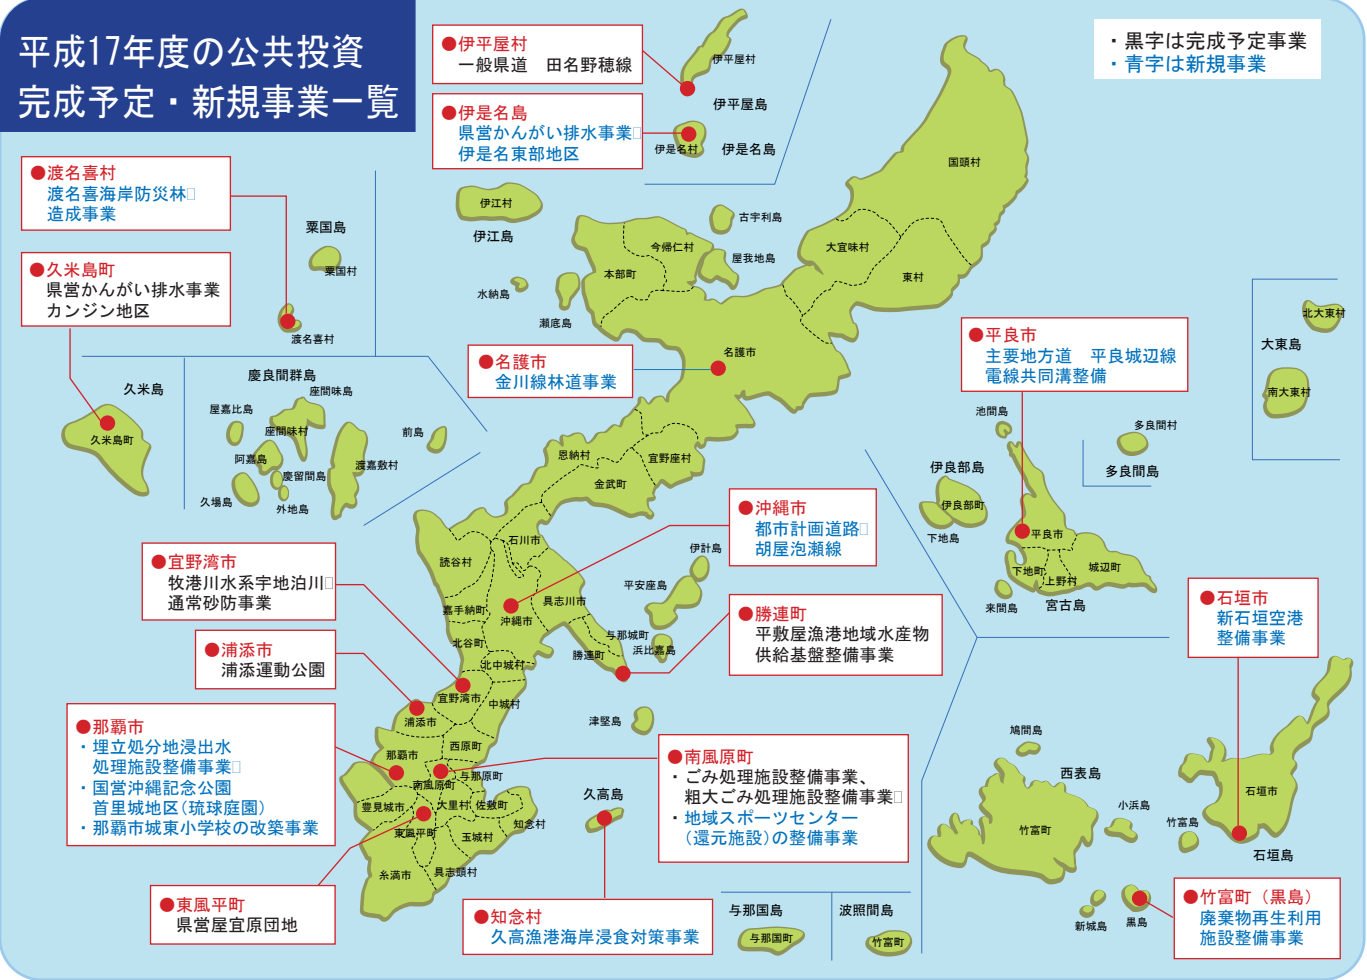 平成17年度の公共投資
完成予定・新規事業一覧
・黒字は完成予定事業
・青字は新規事業
●伊平屋村
一般県道　田名野穂線
●伊是名島
県営かんがい排水事業□
伊是名東部地区
伊平屋村
伊平屋島
伊是名村
伊是名島
●渡名喜村
渡名喜海岸防災林□
造成事業
●久米島町
県営かんがい排水事業
カンジン地区
粟国島
粟国村
渡名喜村
久米島
久米島町
慶良間群島
座間味島
屋嘉比島
座間味村
阿嘉島
慶留間島
久場島
外地島
渡嘉敷村
前島
伊江村
伊江島
水納島
瀬底島
古宇利島
屋我地島
今帰仁村
本部町
国頭村
大宜味村
東村
名護市
●名護市
金川線林道事業
恩納村
宜野座村
金武町
●平良市
主要地方道　平良城辺線
電線共同溝整備
北大東村
大東島
南大東村
池間島
多良間村
多良間島
伊良部島
伊良部町
下地島
平良市
下地町
上野村
城辺町
来間島
宮古島
●沖縄市
都市計画道路□
胡屋泡瀬線
石川市
読谷村
嘉手納町
沖縄市
具志川市
北谷町
北中城村
与那城町
勝連町
伊計島
平安座島
浜比嘉島
津堅島
●宜野湾市
牧港川水系宇地泊川□
通常砂防事業
●勝連町
平敷屋漁港地域水産物
供給基盤整備事業
●石垣市
新石垣空港
整備事業
●浦添市
浦添運動公園
宜野湾市
中城村
浦添市
西原町
那覇市
与那原町
南風原町
豊見城市
大里村
佐敷町
知念村
東風平町
玉城村
糸満市
具志頭村
●那覇市
・埋立処分地浸出水
処理施設整備事業□
・国営沖縄記念公園
首里城地区(琉球庭園)
・那覇市城東小学校の改築事業
●南風原町
・ごみ処理施設整備事業、
粗大ごみ処理施設整備事業□
・地域スポーツセンター
(還元施設)の整備事業
久高島
●東風平町
県営屋宜原団地
●知念村
久高漁港海岸浸食対策事業
与那国島
与那国町
波照間島
竹富町
鳩間島
西表島
竹富町
小浜島
竹富島
石垣市
石垣島
新城島
黒島
●竹富町（黒島）
廃棄物再生利用
施設整備事業